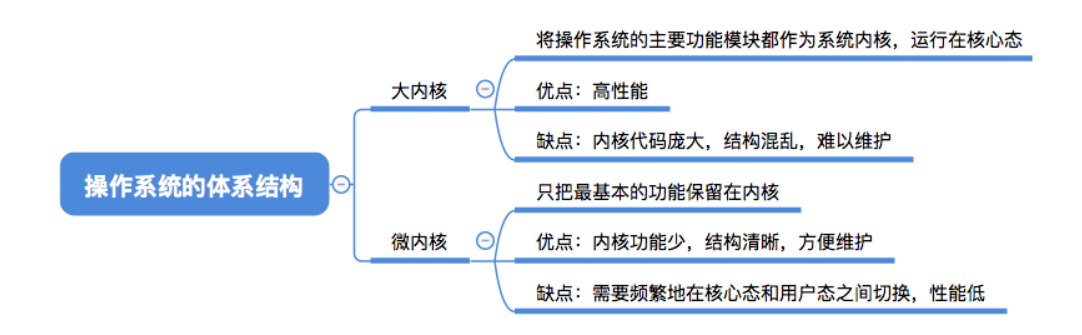 操作系统的体系结构
大内核
将操作系统的主要功能模块都作为系统内核，运行在核心态
优点：高性能
缺点：内核代码庞大，结构混乱，难以维护
微内核
只把最基本的功能保留在内核
优点：内核功能少，结构清晰，方便维护
缺点：需要频繁地在核心态和用户态之间切换，性能低